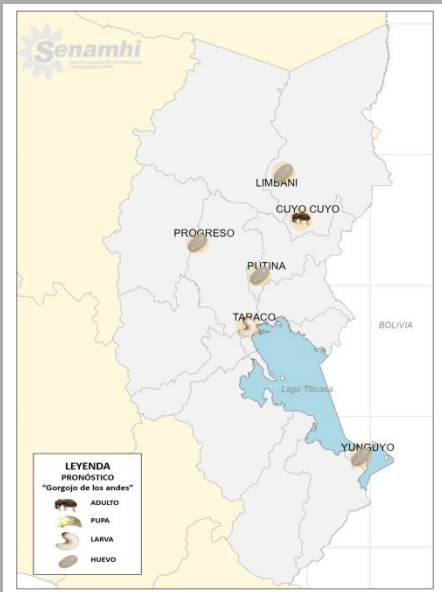 Senamhi
LIMBANI
CUYO CUYO
PROGRESO
PUTINA
TARACO
BOLIVIA
Lago Titicaca
YUNGUYO
LEYENDA
PRONÓSTICO
"Gorgojo de los andes"
ADULTO
PUPA
LARVA
HUEVO